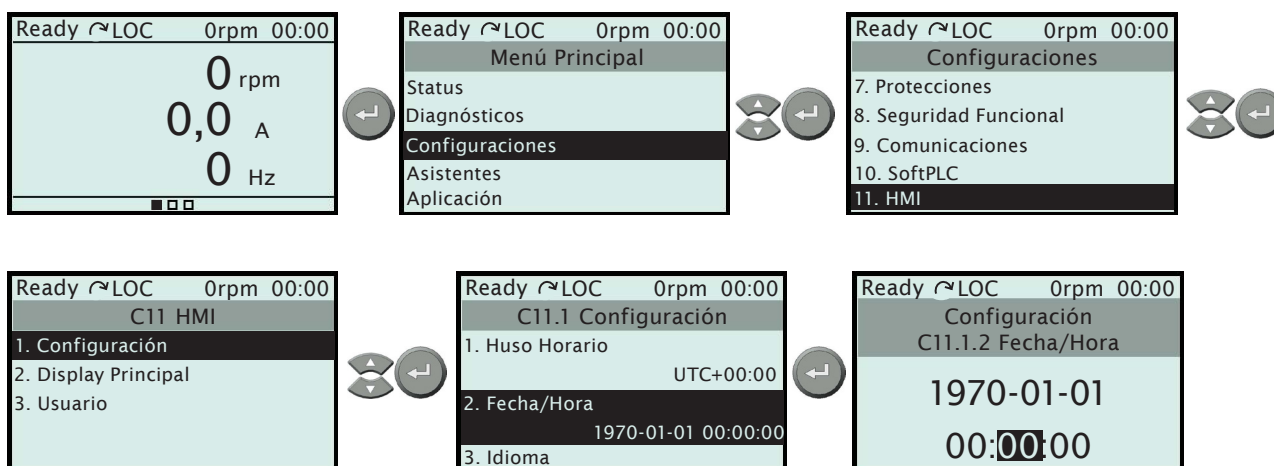 Ready LOC 0rpm 00:00
0 rpm
0,0 A
0 Hz
Ready LOC 0rpm 00:00
Menú Principal
Status
Diagnósticos
Configuraciones
Asistentes
Aplicación
Ready LOC 0rpm 00:00
Configuraciones
7. Protecciones
8. Seguridad Funcional
9. Comunicaciones
10. SoftPLC
11. HMI
Ready LOC 0rpm 00:00
C11 HMI
1. Configuración
2. Display Principal
3. Usuario
Ready LOC 0rpm 00:00
C11.1 Configuración
1. Huso Horario
UTC+00:00
2. Fecha/Hora
1970-01-01 00:00:00
3. Idioma
Ready LOC 0rpm 00:00
Configuración
C11.1.2 Fecha/Hora
1970-01-01
00:00:00